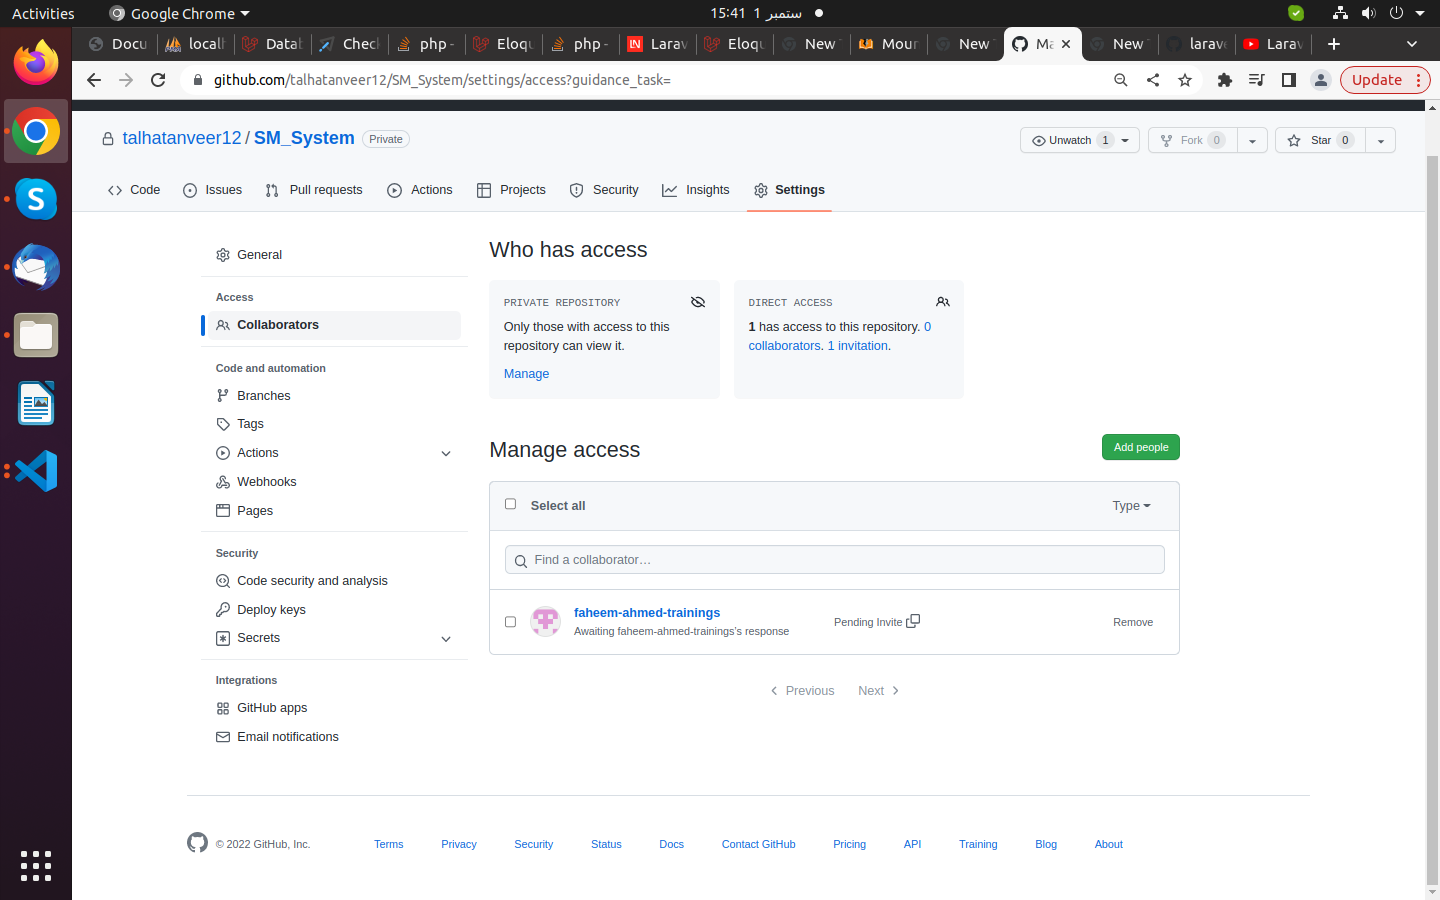 Activities
Google Chrome
15:41 1 ستمبر
Docu
local
Datab
Check
php -
Eloqu
php -
Larav
Eloqu
New
Mour
New
Ma
New
larav
Larav
github.com/talhatanveer12/SM_System/settings/access?guidance_task=
Update
talhatanveer12 / SM_System Private
Unwatch 1
Fork 0
Star 0
Code
Issues
Pull requests
Actions
Projects
Security
Insights
Settings
General
Access
Collaborators
Code and automation
Branches
Tags
Actions
Webhooks
Pages
Security
Code security and analysis
Deploy keys
Secrets
Integrations
GitHub apps
Email notifications
Who has access
PRIVATE REPOSITORY
Only those with access to this
repository can view it.
Manage
DIRECT ACCESS
1 has access to this repository. 0
collaborators. 1 invitation.
Manage access
Add people
Select all
Type
Find a collaborator…
faheem-ahmed-trainings
Awaiting faheem-ahmed-trainings's response
Pending Invite
Remove
Previous
Next
© 2022 GitHub, Inc.
Terms
Privacy
Security
Status
Docs
Contact GitHub
Pricing
API
Training
Blog
About